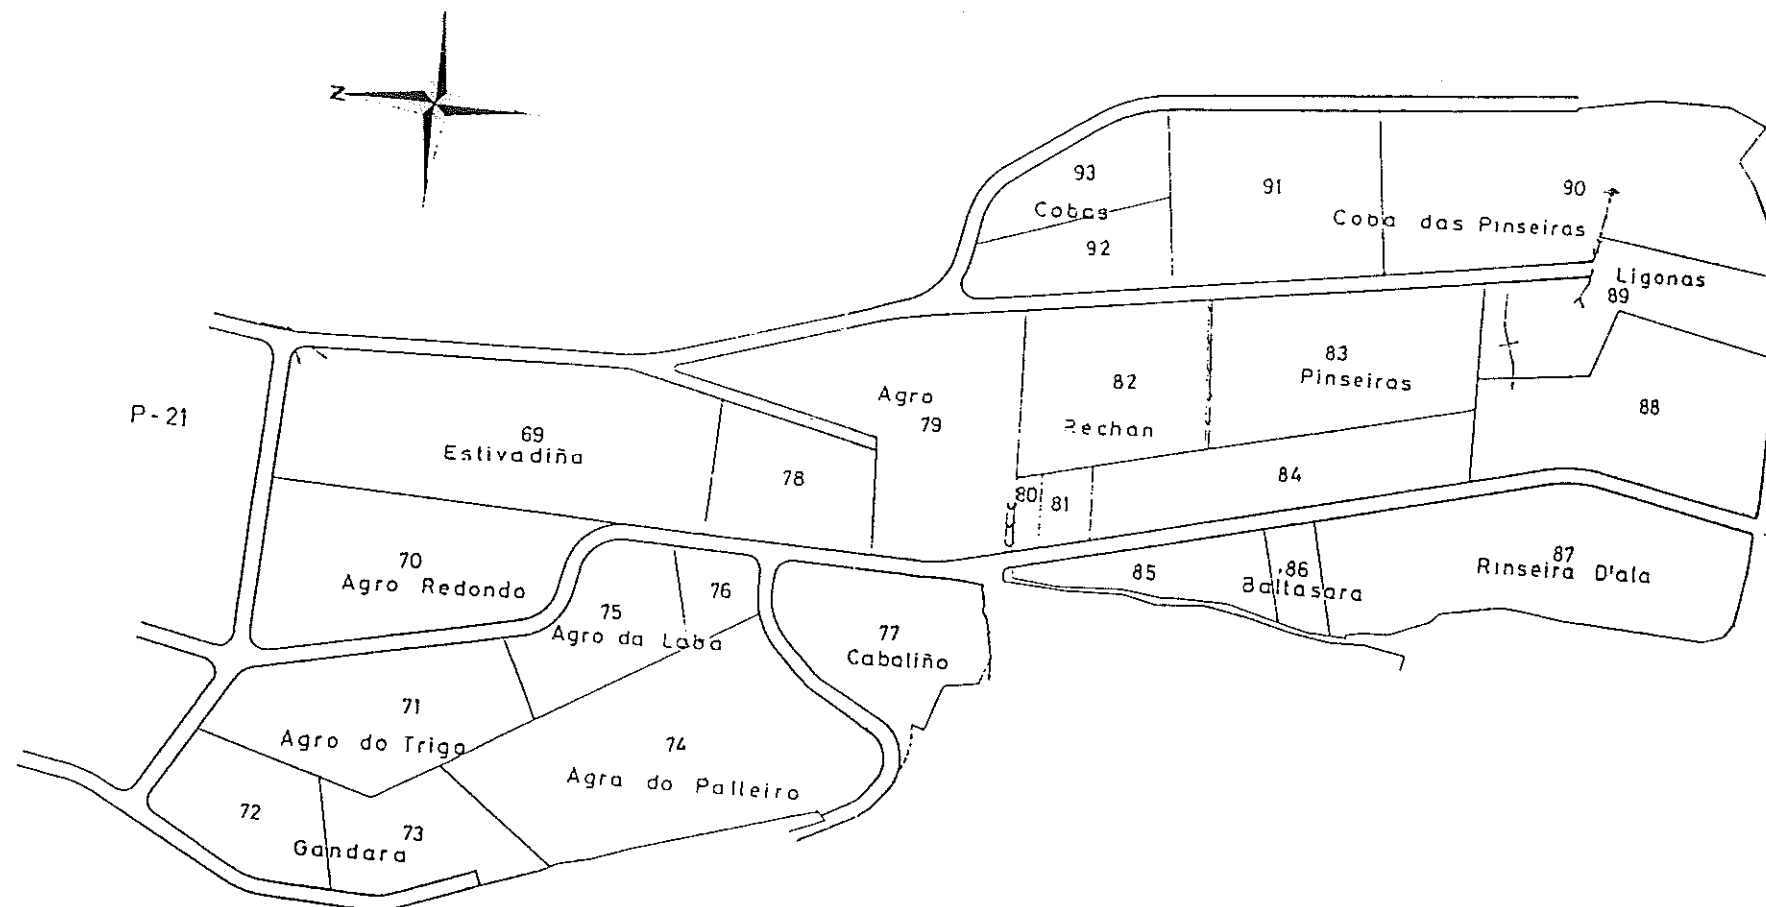 N
93
Cobas
92
91
90
Coba das Pinseiras
Ligonas
89
P-21
69
Estivadiña
78
Agro
79
82
Rechan
83
Pinseiras
88
80
81
84
70
Agro Redondo
75
Agro da Laba
76
77
Cabaliño
85
86
Baltasara
87
Rinseira D'ala
71
Agro do Trigo
74
Agra do Palleiro
72
73
Gandara